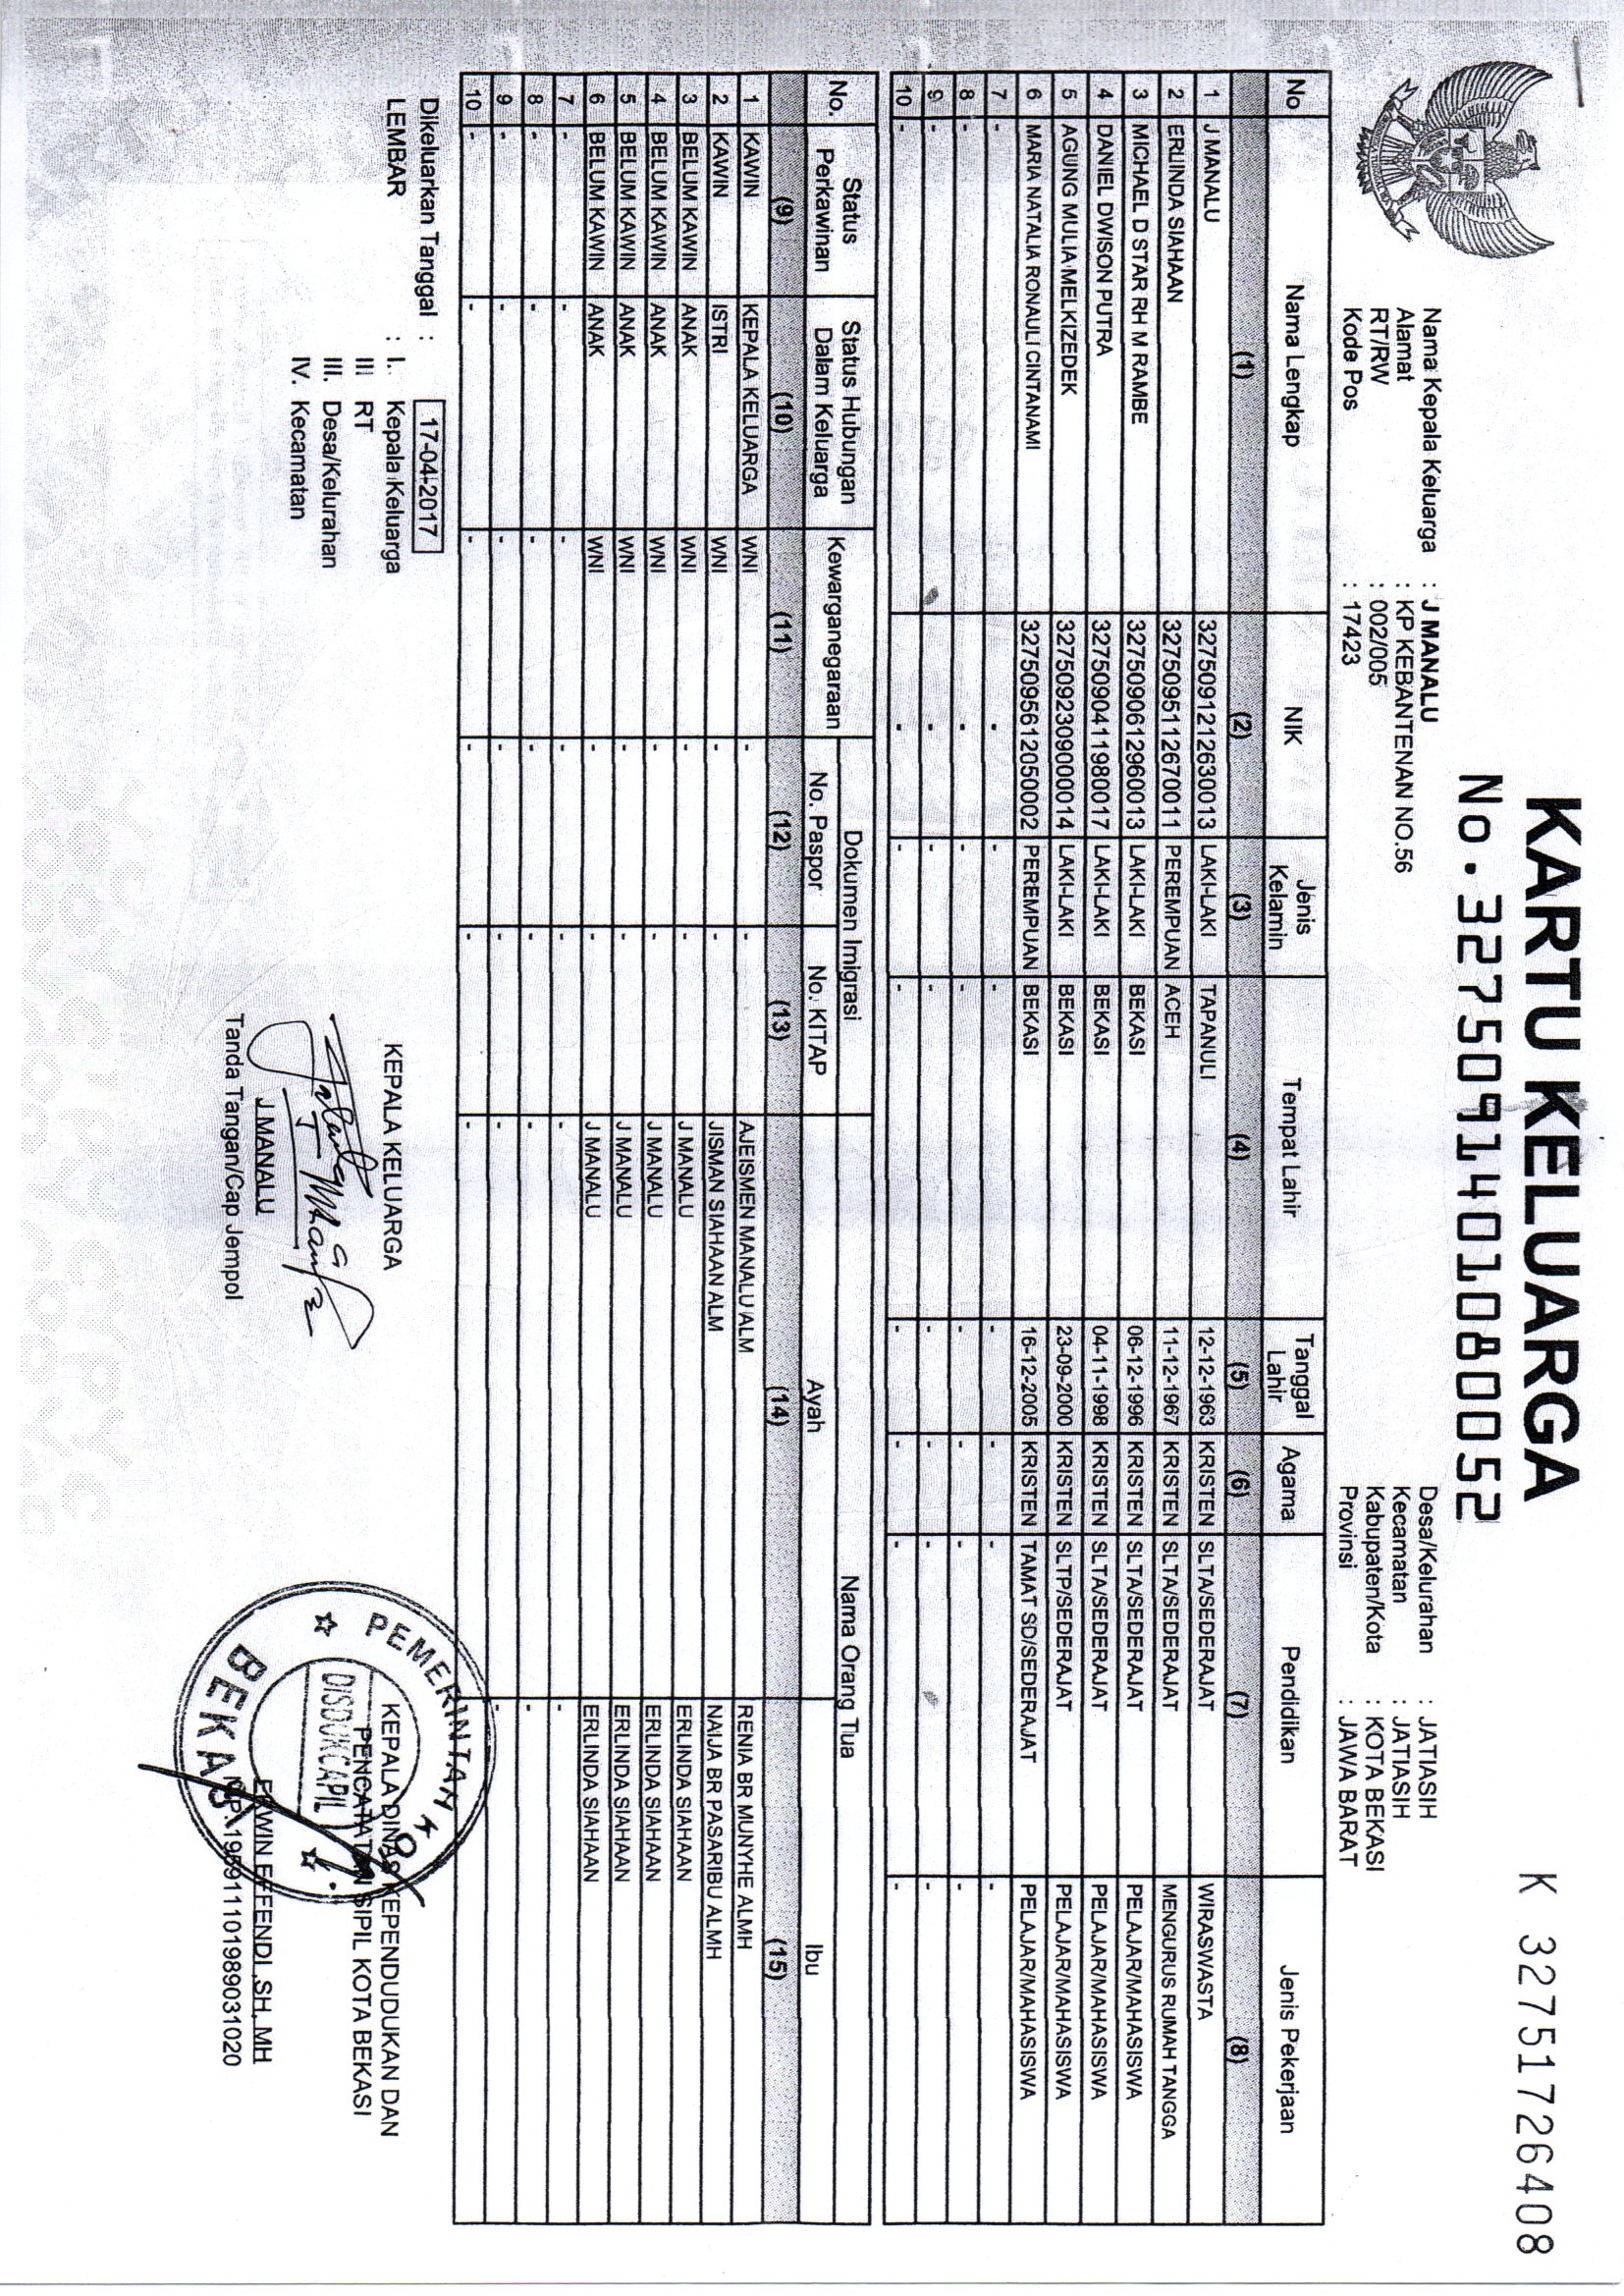 KARTU KELUARGA
K 32751726408
No. 3275091401080052
Nama Kepala Keluarga : J MANALU
Alamat : KP KEBANTENAN NO.56
RT/RW : 002/005
Kode Pos : 17423
Desa/Kelurahan : JATIASIH
Kecamatan : JATIASIH
Kabupaten/Kota : KOTA BEKASI
Provinsi : JAWA BARAT
No Nama Lengkap NIK Jenis Kelamin Tempat Lahir Tanggal Lahir Agama Pendidikan Jenis Pekerjaan
(1) (2) (3) (4) (5) (6) (7) (8)
1 J MANALU 3275091212630013 LAKI-LAKI TAPANULI 12-12-1963 KRISTEN SLTA/SEDERAJAT WIRASWASTA
2 ERLINDA SIAHAAN 3275095112670011 PEREMPUAN ACEH 11-12-1967 KRISTEN SLTA/SEDERAJAT MENGURUS RUMAH TANGGA
3 MICHAEL D STAR RH M RAMBE 3275090612960013 LAKI-LAKI BEKASI 06-12-1996 KRISTEN SLTA/SEDERAJAT PELAJAR/MAHASISWA
4 DANIEL DWISON PUTRA 3275090411980017 LAKI-LAKI BEKASI 04-11-1998 KRISTEN SLTA/SEDERAJAT PELAJAR/MAHASISWA
5 AGUNG MULIA MELKIZEDEK 3275092309000014 LAKI-LAKI BEKASI 23-09-2000 KRISTEN SLTP/SEDERAJAT PELAJAR/MAHASISWA
6 MARIA NATALIA RONAULI CINTANAMI 3275095612050002 PEREMPUAN BEKASI 16-12-2005 KRISTEN TAMAT SD/SEDERAJAT PELAJAR/MAHASISWA
7 - - - - - - - -
8 - - - - - - - -
9 - - - - - - - -
10 - - - - - - - -
No. Status Perkawinan Status Hubungan Dalam Keluarga Kewarganegaraan Dokumen Imigrasi Nama Orang Tua
No. Paspor No. KITAP Ayah Ibu
(9) (10) (11) (12) (13) (14) (15)
1 KAWIN KEPALA KELUARGA WNI - - AJEISMEN MANALU ALM RENIA BR MUNYHE ALMH
2 KAWIN ISTRI WNI - - JISMAN SIAHAAN ALM NAIJA BR PASARIBU ALMH
3 BELUM KAWIN ANAK WNI - - J MANALU ERLINDA SIAHAAN
4 BELUM KAWIN ANAK WNI - - J MANALU ERLINDA SIAHAAN
5 BELUM KAWIN ANAK WNI - - J MANALU ERLINDA SIAHAAN
6 BELUM KAWIN ANAK WNI - - J MANALU ERLINDA SIAHAAN
7 - - - - - - -
8 - - - - - - -
9 - - - - - - -
10 - - - - - -
Dikeluarkan Tanggal : 17-04-2017
LEMBAR : I. Kepala Keluarga
II RT
III. Desa/Kelurahan
IV. Kecamatan
KEPALA KELUARGA
J MANALU
Tanda Tangan/Cap Jempol
PEMERINTAH KOTA
DISDUKCAPIL
BEKASI
KEPALA DINAS KEPENDUDUKAN DAN
PENCATATAN SIPIL KOTA BEKASI
ERWIN EFFENDI ,SH, MH
NIP. 195911101989031020